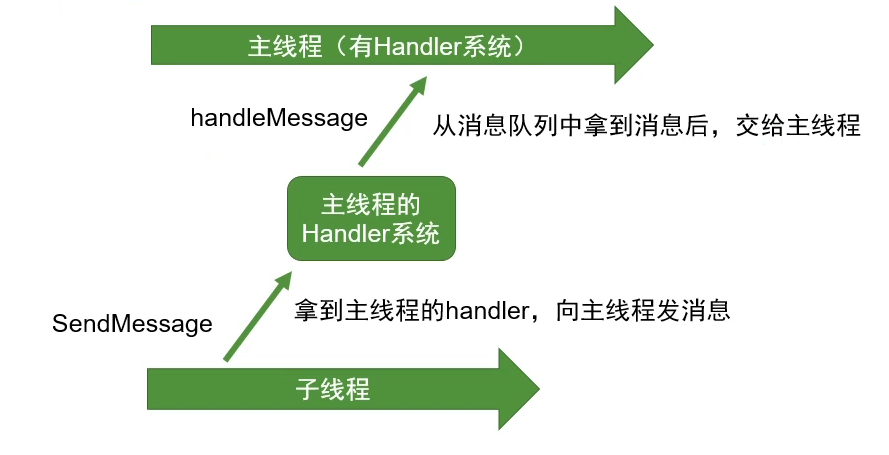 主线程（有Handler系统）
handleMessage
从消息队列中拿到消息后，交给主线程
主线程的
Handler系统
SendMessage
拿到主线程的handler，向主线程发消息
子线程